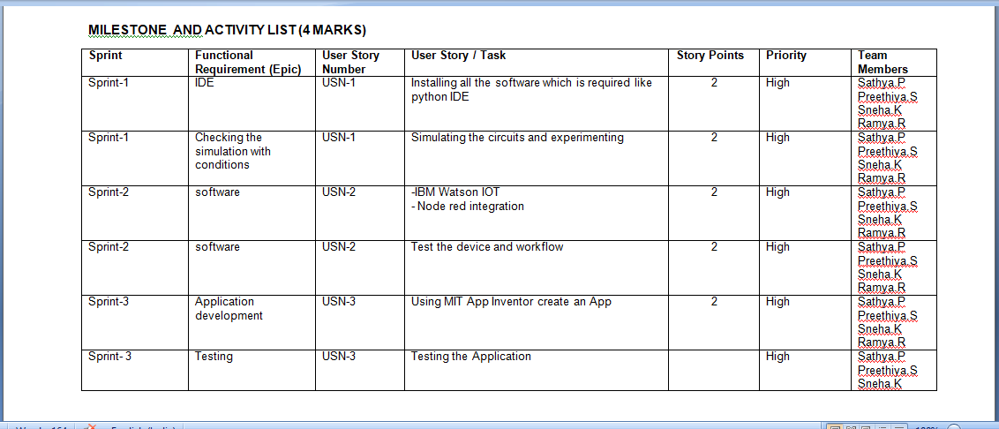 MILESTONE AND ACTIVITY LIST (4 MARKS)
Sprint Functional Requirement (Epic) User Story Number User Story / Task Story Points Priority Team Members
Sprint-1 IDE USN-1 Installing all the software which is required like python IDE 2 High Sathya.P
Preethiya.S
Sneha.K
Ramya.R
Sprint-1 Checking the simulation with conditions USN-1 Simulating the circuits and experimenting 2 High Sathya.P
Preethiya.S
Sneha.K
Ramya.R
Sprint-2 software USN-2 -IBM Watson IOT
- Node red integration 2 High Sathya.P
Preethiya.S
Sneha.K
Ramya.R
Sprint-2 software USN-2 Test the device and workflow 2 High Sathya.P
Preethiya.S
Sneha.K
Ramya.R
Sprint-3 Application development USN-3 Using MIT App Inventor create an App 2 High Sathya.P
Preethiya.S
Sneha.K
Ramya.R
Sprint- 3 Testing USN-3 Testing the Application High Sathya.P
Preethiya.S
Sneha.K